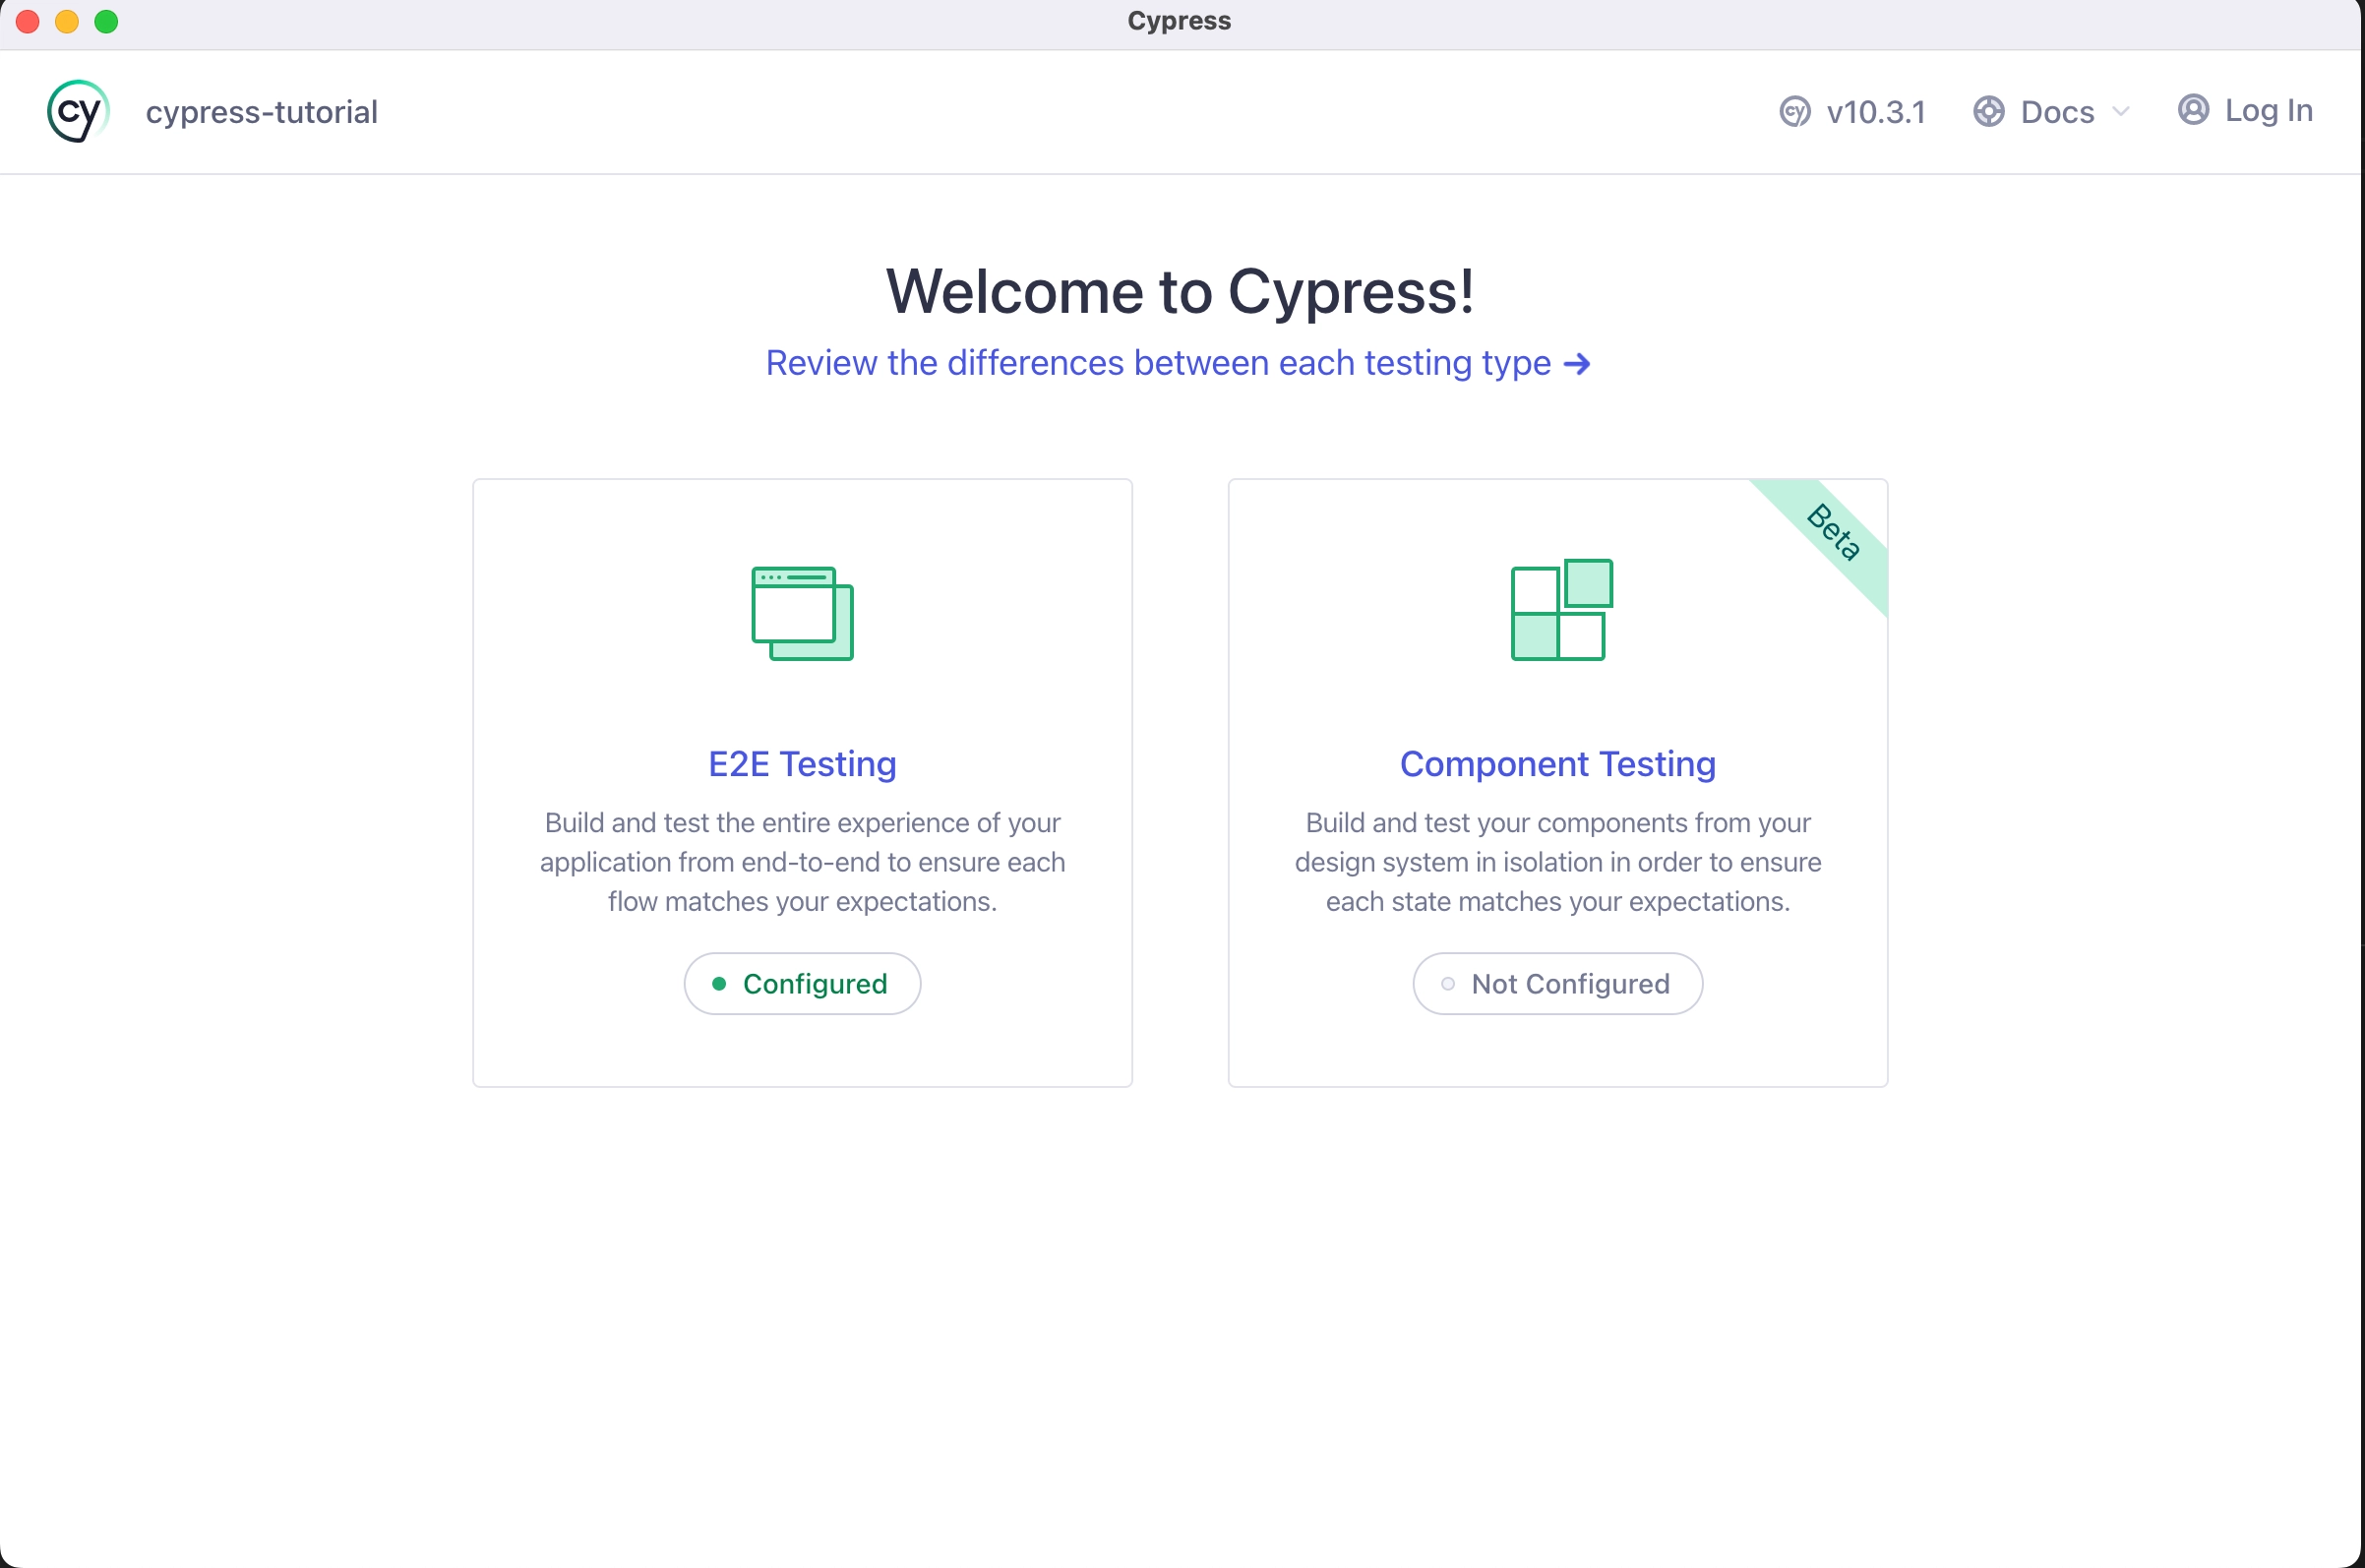 Cypress
cy cypress-tutorial
cy v10.3.1 Docs Log In
Welcome to Cypress!
Review the differences between each testing type →
Beta
E2E Testing
Build and test the entire experience of your
application from end-to-end to ensure each
flow matches your expectations.
Configured
Component Testing
Build and test your components from your
design system in isolation in order to ensure
each state matches your expectations.
Not Configured